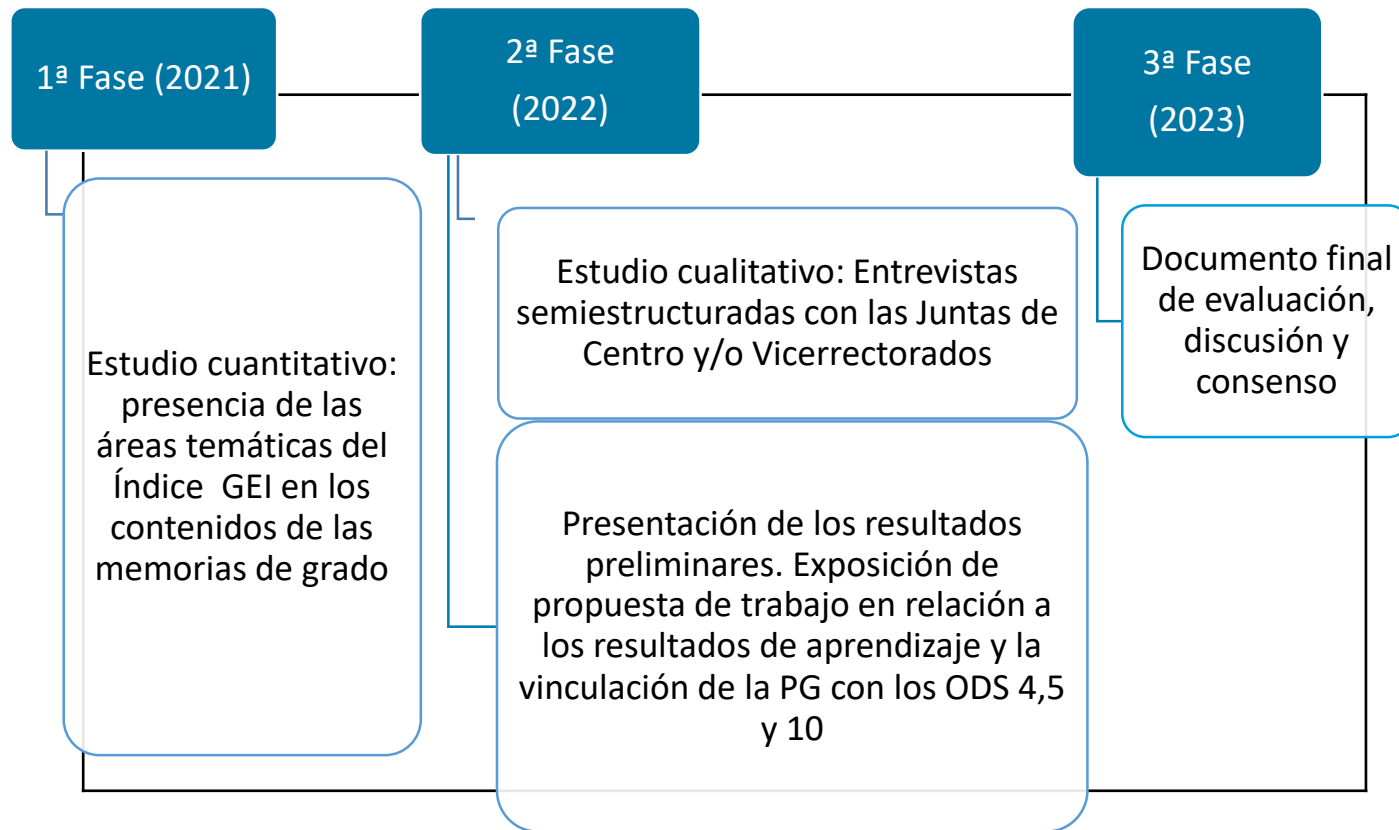 1ª Fase (2021)
Estudio cuantitativo:
presencia de las
áreas temáticas del
Índice GEI en los
contenidos de las
memorias de grado
2ª Fase
(2022)
Estudio cualitativo: Entrevistas
semiestructuradas con las Juntas de
Centro y/o Vicerrectorados
Presentación de los resultados
preliminares. Exposición de
propuesta de trabajo en relación a
los resultados de aprendizaje y la
vinculación de la PG con los ODS 4,5
y 10
3ª Fase
(2023)
Documento final
de evaluación,
discusión y
consenso